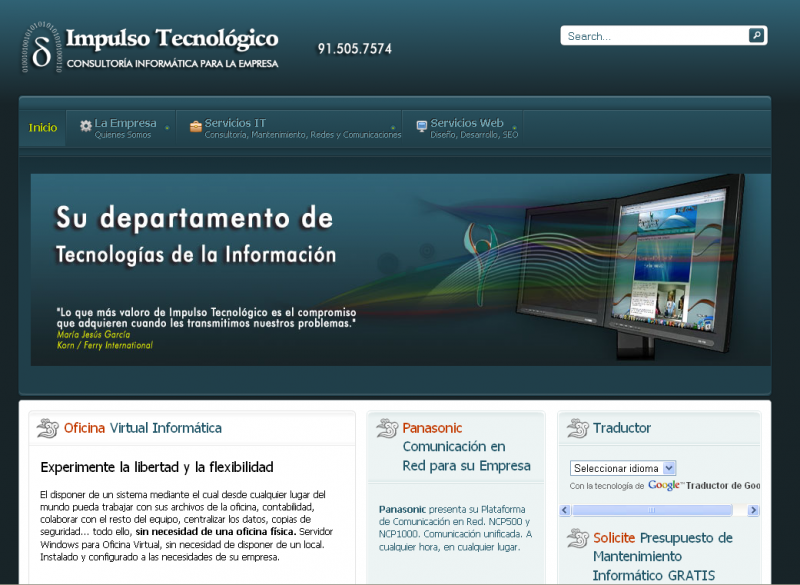 Impulso Tecnológico
CONSULTORÍA INFORMÁTICA PARA LA EMPRESA
91.505.7574
Search...
Inicio
La Empresa
Quienes Somos
Servicios IT
Consultoría, Mantenimiento, Redes y Comunicaciones
Servicios Web
Diseño, Desarrollo, SEO
Su departamento de
Tecnologías de la Información
"Lo que más valoro de Impulso Tecnológico es el compromiso
que adquieren cuando les transmitimos nuestros problemas."
María Jesús García
Korn / Ferry International
Oficina Virtual Informática
Experimente la libertad y la flexibilidad
El disponer de un sistema mediante el cual desde cualquier lugar del
mundo pueda trabajar con sus archivos de la oficina, contabilidad,
colaborar con el resto del equipo, centralizar los datos, copias de
seguridad... todo ello, sin necesidad de una oficina física. Servidor
Windows para Oficina Virtual, sin necesidad de disponer de un local.
Instalado y configurado a las necesidades de su empresa.
Panasonic
Comunicación en
Red para su Empresa
Panasonic presenta su Plataforma
de Comunicación en Red. NCP500 y
NCP1000. Comunicación unificada. A
cualquier hora, en cualquier lugar.
Traductor
Seleccionar idioma
Con la tecnología de Google™ Traductor de Goo
Solicite Presupuesto de
Mantenimiento
Informático GRATIS